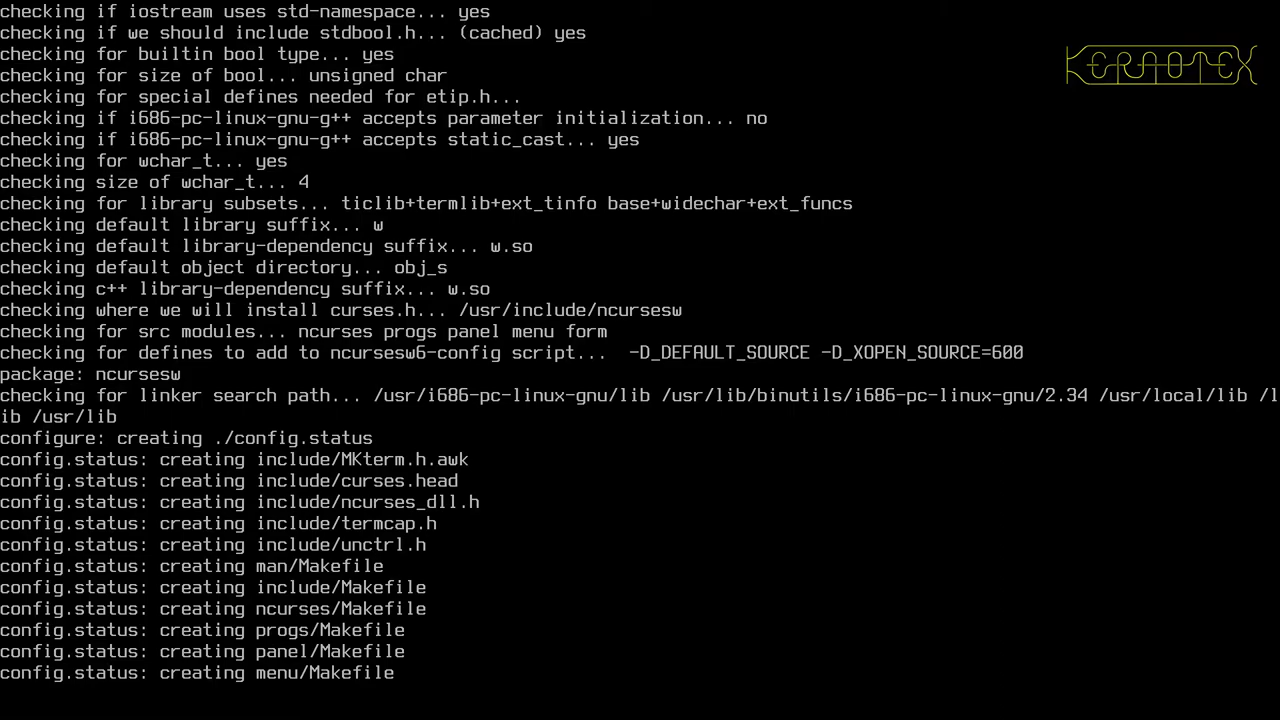 checking if iostream uses std-namespace... yes
checking if we should include stdbool.h... (cached) yes
checking for builtin bool type... yes
checking for size of bool... unsigned char
checking for special defines needed for etip.h...
checking if i686-pc-linux-gnu-g++ accepts parameter initialization... no
checking if i686-pc-linux-gnu-g++ accepts static_cast... yes
checking for wchar_t... yes
checking size of wchar_t... 4
checking for library subsets... ticlib+termlib+ext_tinfo base+widechar+ext_funcs
checking default library suffix... w
checking default library-dependency suffix... w.so
checking default object directory... obj_s
checking c++ library-dependency suffix... w.so
checking where we will install curses.h... /usr/include/ncursesw
checking for src modules... ncurses progs panel menu form
checking for defines to add to ncursesw6-config script...  -D_DEFAULT_SOURCE -D_XOPEN_SOURCE=600
package: ncursesw
checking for linker search path... /usr/i686-pc-linux-gnu/lib /usr/lib/binutils/i686-pc-linux-gnu/2.34 /usr/local/lib /l
ib /usr/lib
configure: creating ./config.status
config.status: creating include/MKterm.h.awk
config.status: creating include/curses.head
config.status: creating include/ncurses_dll.h
config.status: creating include/termcap.h
config.status: creating include/unctrl.h
config.status: creating man/Makefile
config.status: creating include/Makefile
config.status: creating ncurses/Makefile
config.status: creating progs/Makefile
config.status: creating panel/Makefile
config.status: creating menu/Makefile